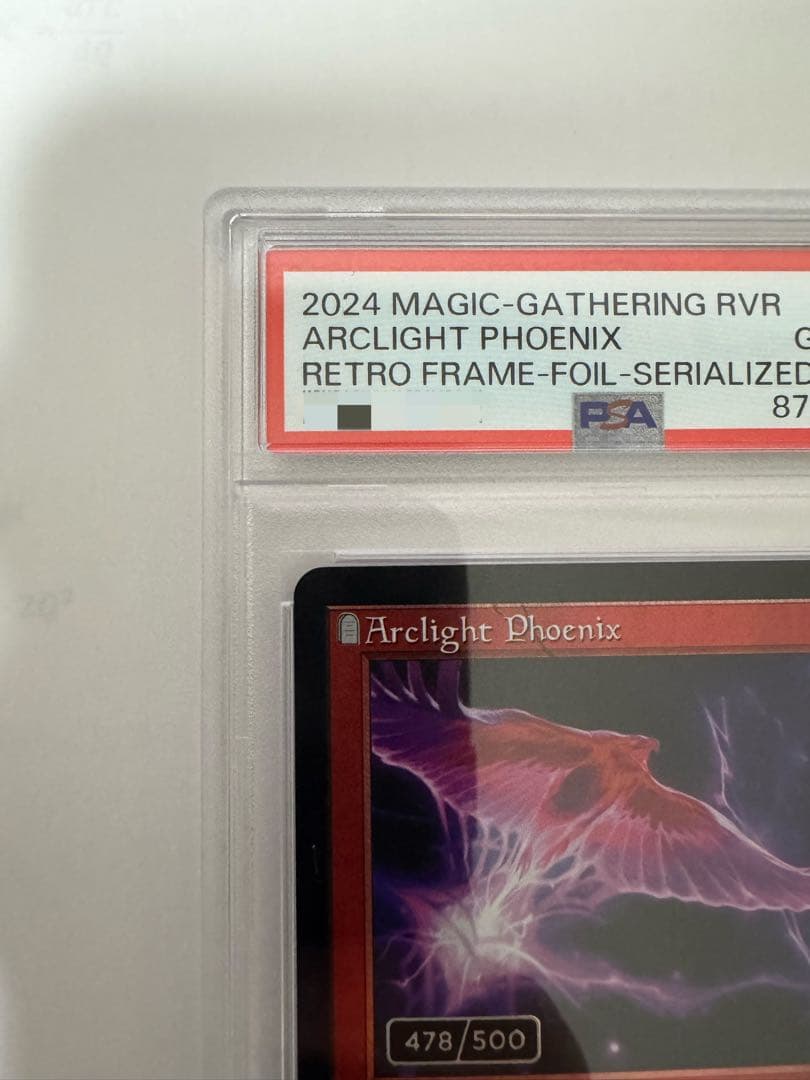 2024 MAGIC-GATHERING RVR
ARCLIGHT PHOENIX
RETRO FRAME-FOIL-SERIALIZED
PSA
87
Arclight Phoenix
478/500